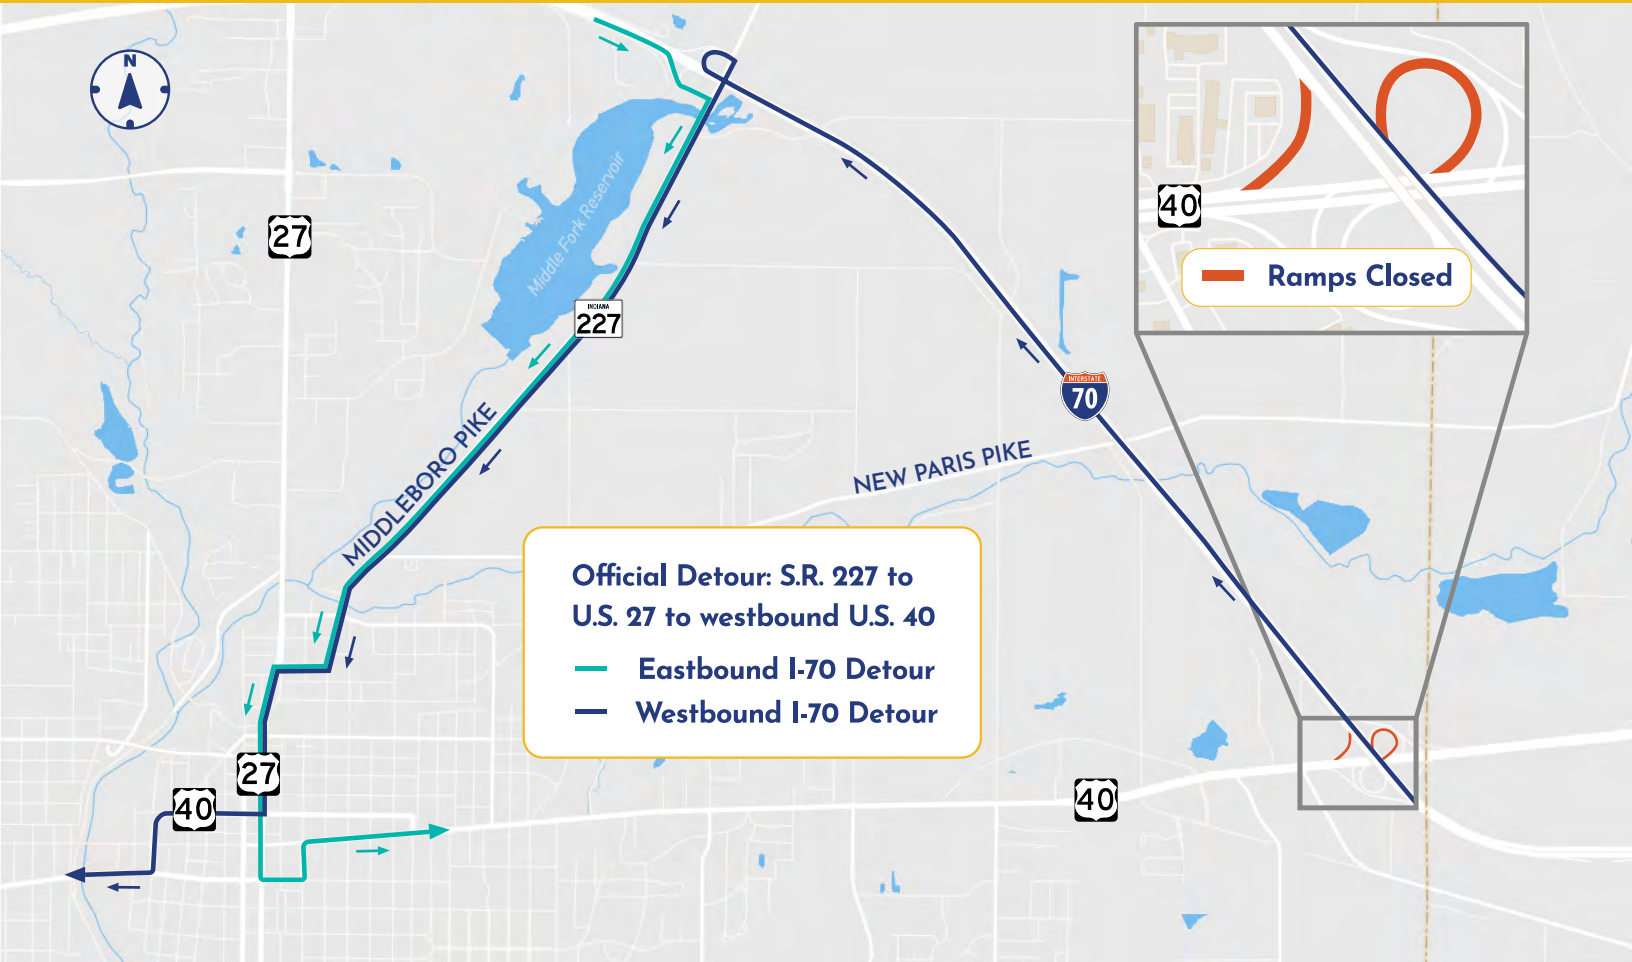 N
27
Middle Fork Reservoir
INDIANA
227
MIDDLEBORO PIKE
NEW PARIS PIKE
INTERSTATE
70
40
Ramps Closed
Official Detour: S.R. 227 to
U.S. 27 to westbound U.S. 40
Eastbound I-70 Detour
Westbound I-70 Detour
27
40
40